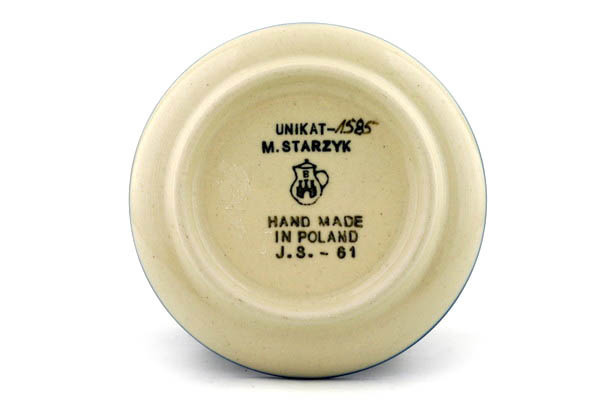 UNIKAT-1585
M. STARZYK
B
HAND MADE
IN POLAND
J.S. - 61